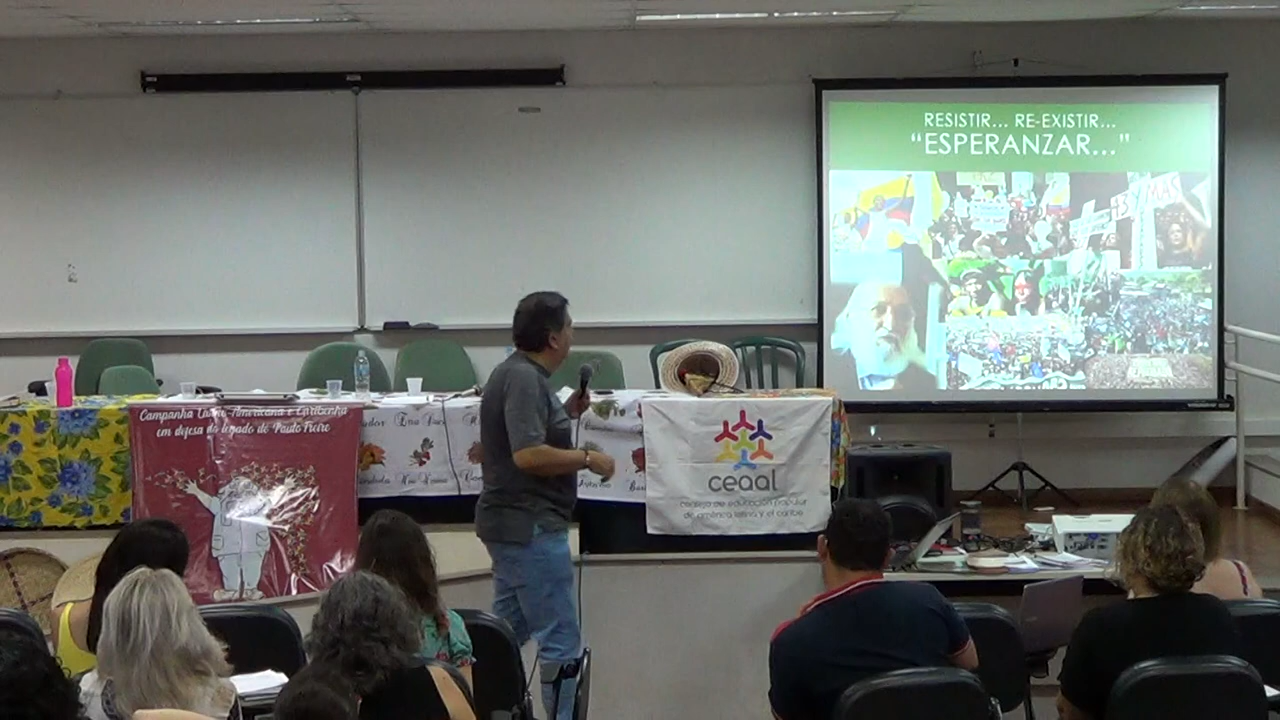 RESISTIR... RE-EXISTIR...
"ESPERANZAR..."
Campanha Latino-Americana e Caribenha
em defesa do legado de Paulo Freire
ceaal
consejo de educación popular
de américa latina y el caribe